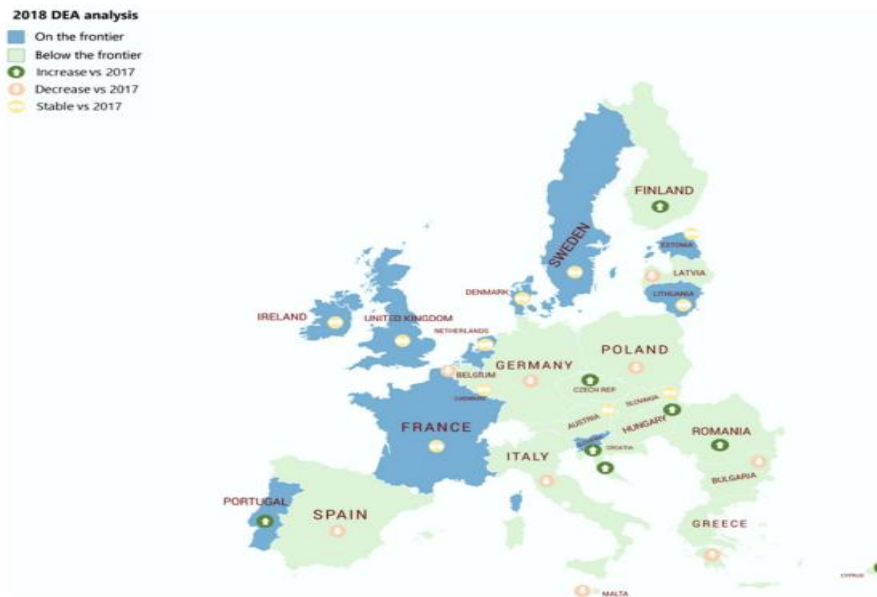 2018 DEA analysis
On the frontier
Below the frontier
Increase vs 2017
Decrease vs 2017
Stable vs 2017
FINLAND
SWEDEN
ESTONIA
LATVIA
LITHUANIA
DENMARK
IRELAND
UNITED KINGDOM
NETHERLANDS
POLAND
GERMANY
BELGIUM
CZECH REP.
SLOVAKIA
AUSTRIA
HUNGARY
FRANCE
ROMANIA
ITALY
CROATIA
BULGARIA
PORTUGAL
SPAIN
GREECE
CYPRUS
MALTA